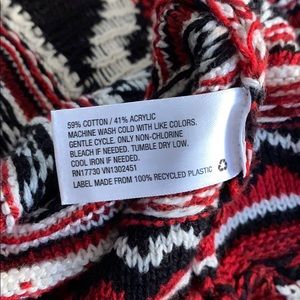 59% COTTON / 41% ACRYLIC
MACHINE WASH COLD WITH LIKE COLORS.
GENTLE CYCLE. ONLY NON-CHLORINE
BLEACH IF NEEDED. TUMBLE DRY LOW.
COOL IRON IF NEEDED.
RN17730 VN1302451
LABEL MADE FROM 100% RECYCLED PLASTIC